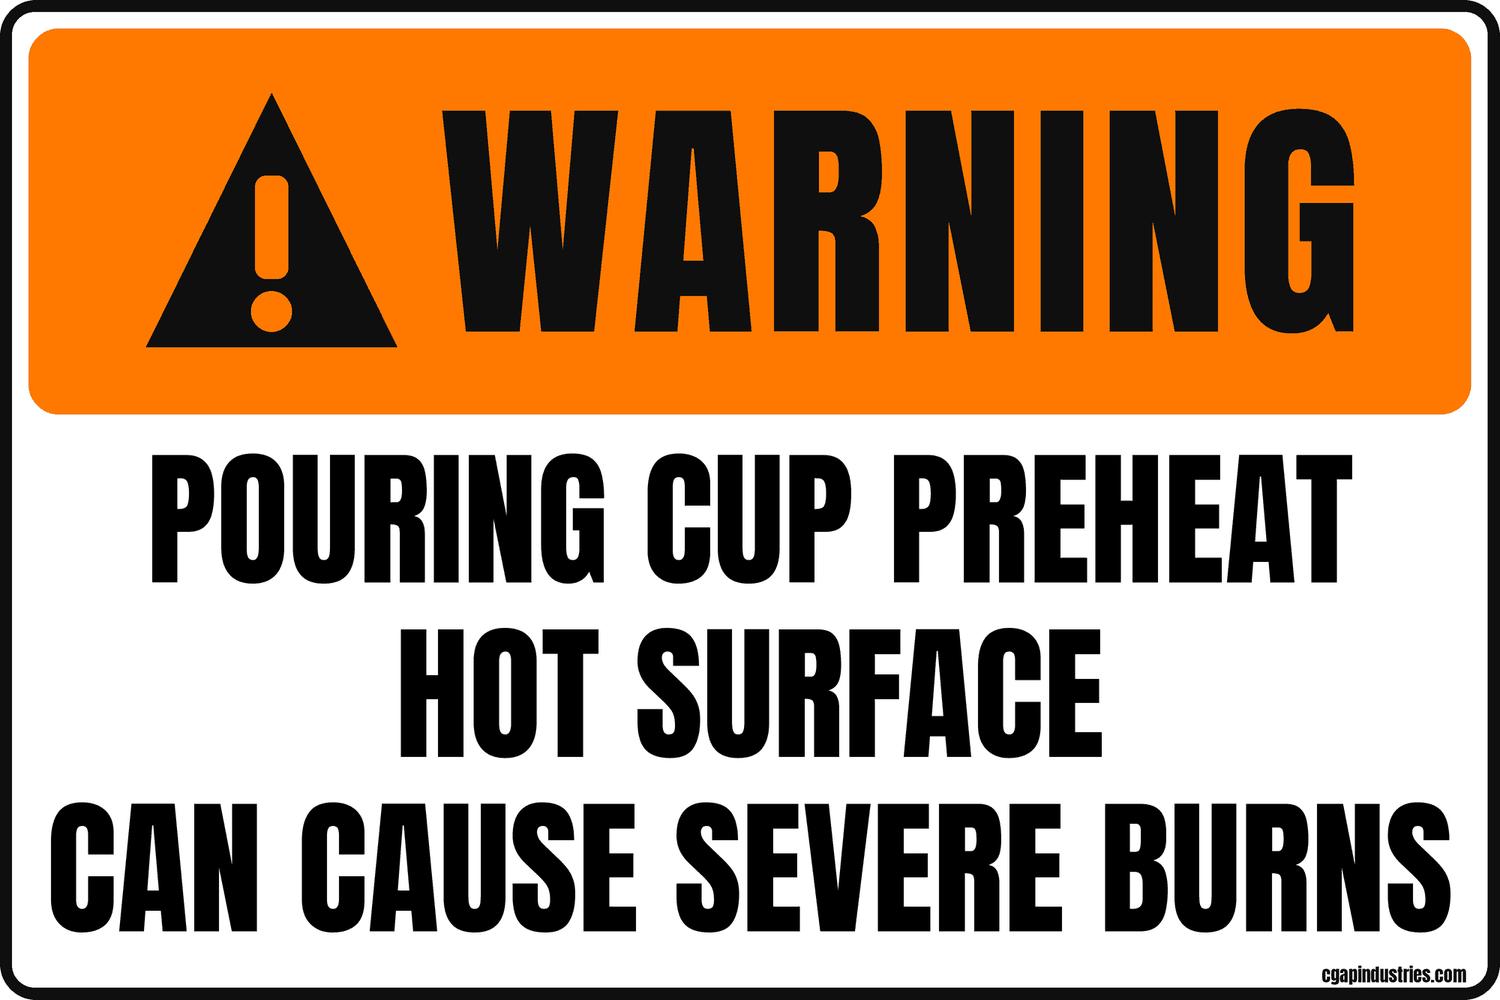 WARNING
POURING CUP PREHEAT
HOT SURFACE
CAN CAUSE SEVERE BURNS
cgapindustries.com